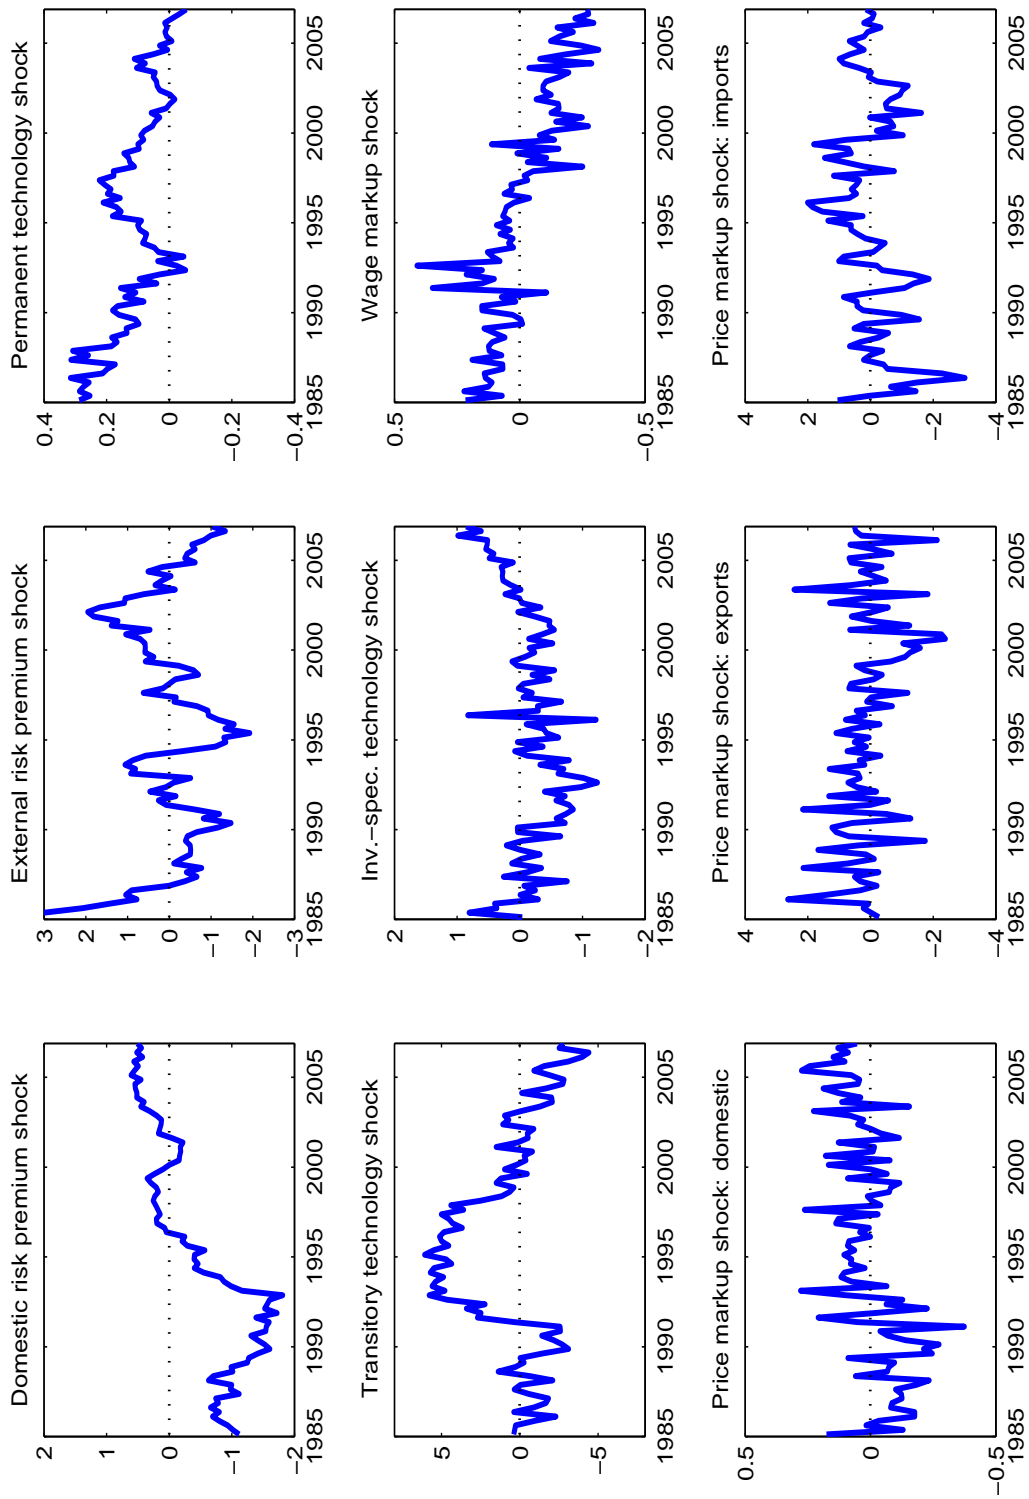 Domestic risk premium shock
2
1
0
−1
−2
1985 1990 1995 2000 2005
External risk premium shock
3
2
1
0
−1
−2
−3
1985 1990 1995 2000 2005
Permanent technology shock
0.4
0.2
0
−0.2
−0.4
1985 1990 1995 2000 2005
Transitory technology shock
5
0
−5
1985 1990 1995 2000 2005
Inv.−spec. technology shock
2
1
0
−1
−2
1985 1990 1995 2000 2005
Wage markup shock
0.5
0
−0.5
1985 1990 1995 2000 2005
Price markup shock: domestic
0.5
0
−0.5
1985 1990 1995 2000 2005
Price markup shock: exports
4
2
0
−2
−4
1985 1990 1995 2000 2005
Price markup shock: imports
4
2
0
−2
−4
1985 1990 1995 2000 2005